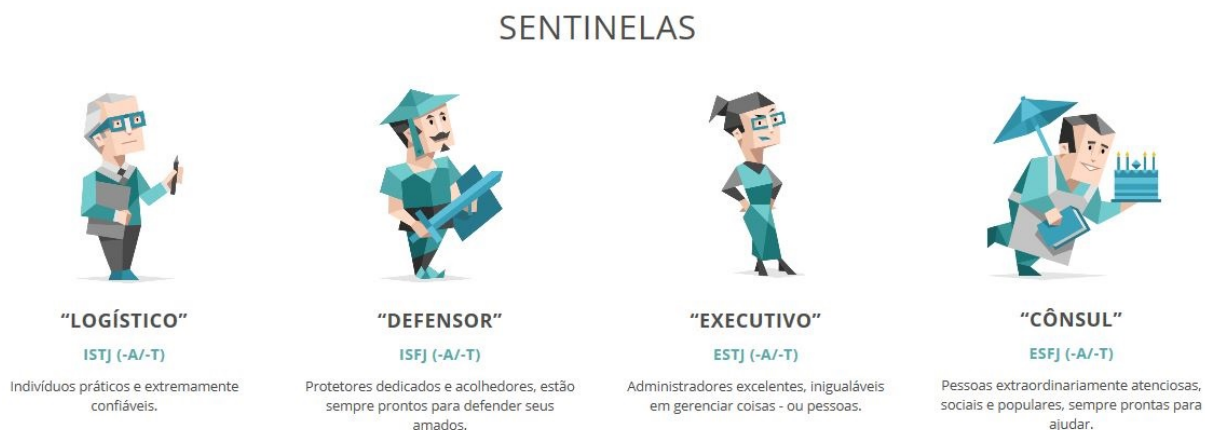 SENTINELAS
“LOGÍSTICO”
ISTJ (-A/-T)
Indivíduos práticos e extremamente
confiáveis.
“DEFENSOR”
ISFJ (-A/-T)
Protetores dedicados e acolhedores, estão
sempre prontos para defender seus
amados.
“EXECUTIVO”
ESTJ (-A/-T)
Administradores excelentes, inigualáveis
em gerenciar coisas - ou pessoas.
“CÔNSUL”
ESFJ (-A/-T)
Pessoas extraordinariamente atenciosas,
sociais e populares, sempre prontas para
ajudar.